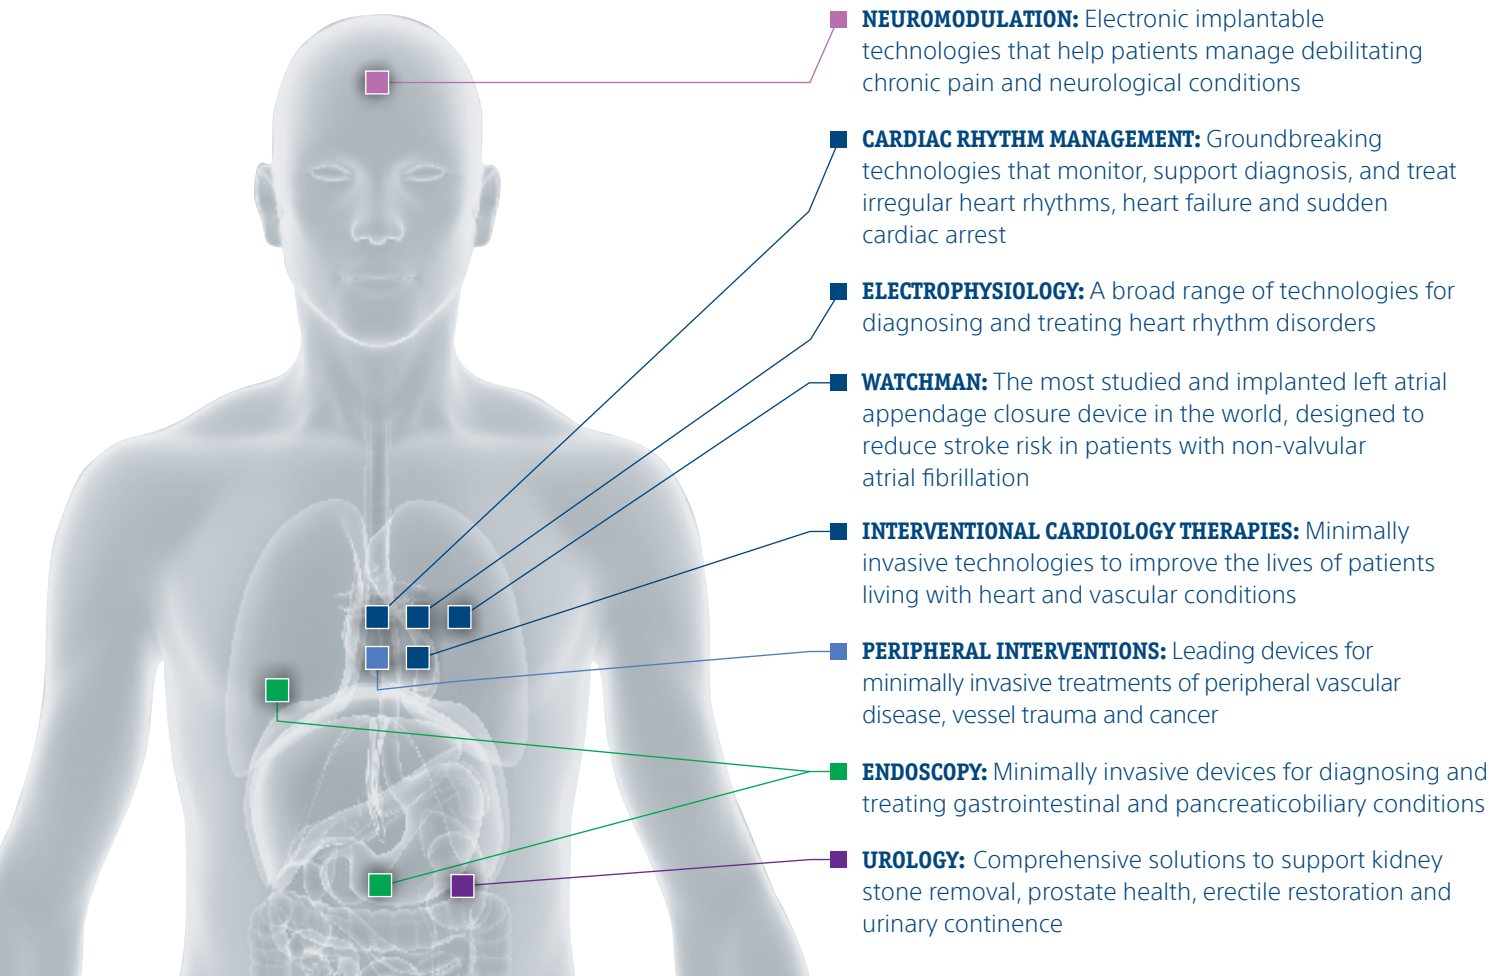 NEUROMODULATION: Electronic implantable
technologies that help patients manage debilitating
chronic pain and neurological conditions
CARDIAC RHYTHM MANAGEMENT: Groundbreaking
technologies that monitor, support diagnosis, and treat
irregular heart rhythms, heart failure and sudden
cardiac arrest
ELECTROPHYSIOLOGY: A broad range of technologies for
diagnosing and treating heart rhythm disorders
WATCHMAN: The most studied and implanted left atrial
appendage closure device in the world, designed to
reduce stroke risk in patients with non-valvular
atrial fibrillation
INTERVENTIONAL CARDIOLOGY THERAPIES: Minimally
invasive technologies to improve the lives of patients
living with heart and vascular conditions
PERIPHERAL INTERVENTIONS: Leading devices for
minimally invasive treatments of peripheral vascular
disease, vessel trauma and cancer
ENDOSCOPY: Minimally invasive devices for diagnosing and
treating gastrointestinal and pancreaticobiliary conditions
UROLOGY: Comprehensive solutions to support kidney
stone removal, prostate health, erectile restoration and
urinary continence